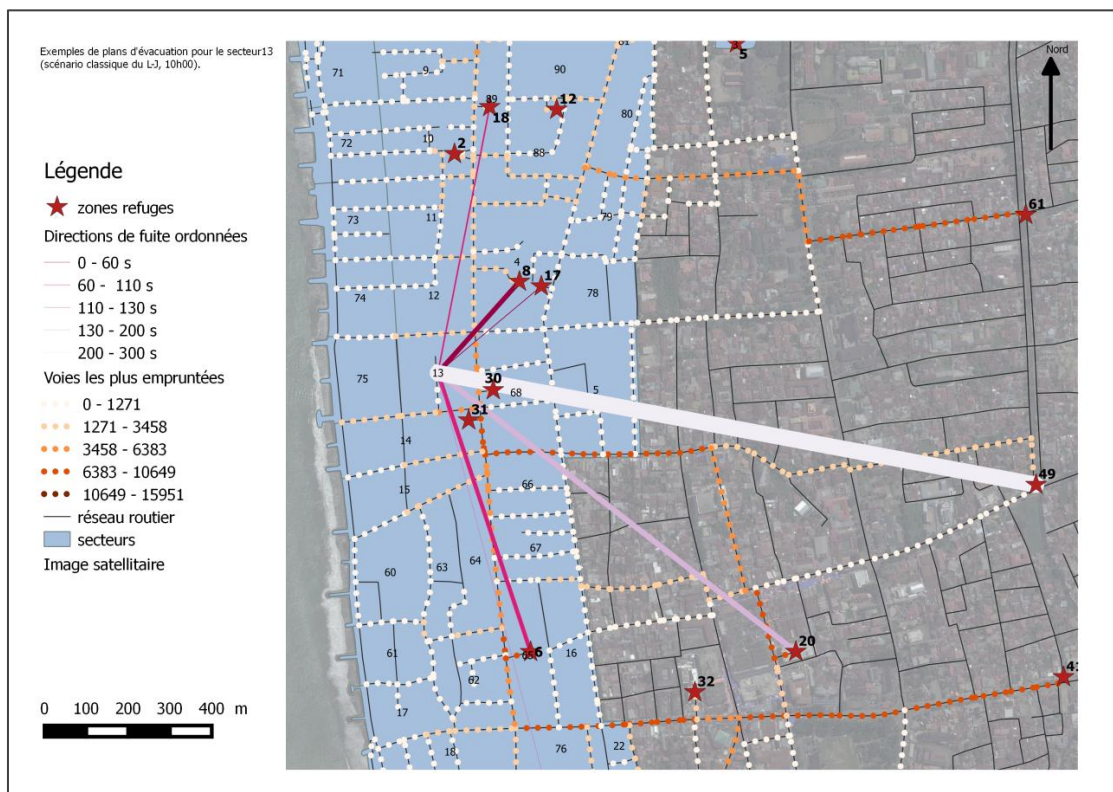 Exemples de plans d'évacuation pour le secteur13
(scénario classique du L-J, 10h00).
Légende
zones refuges
Directions de fuite ordonnées
0 - 60 s
60 - 110 s
110 - 130 s
130 - 200 s
200 - 300 s
Voies les plus empruntées
0 - 1271
1271 - 3458
3458 - 6383
6383 - 10649
10649 - 15951
réseau routier
secteurs
Image satellitaire
0 100 200 300 400 m
Nord
81
5
71
9
90
89
18
12
80
72
10
2
88
73
11
79
61
4
8
17
74
12
78
13
75
30
68
5
31
14
15
66
49
67
60
63
64
61
6
16
20
62
32
41
17
18
76
22